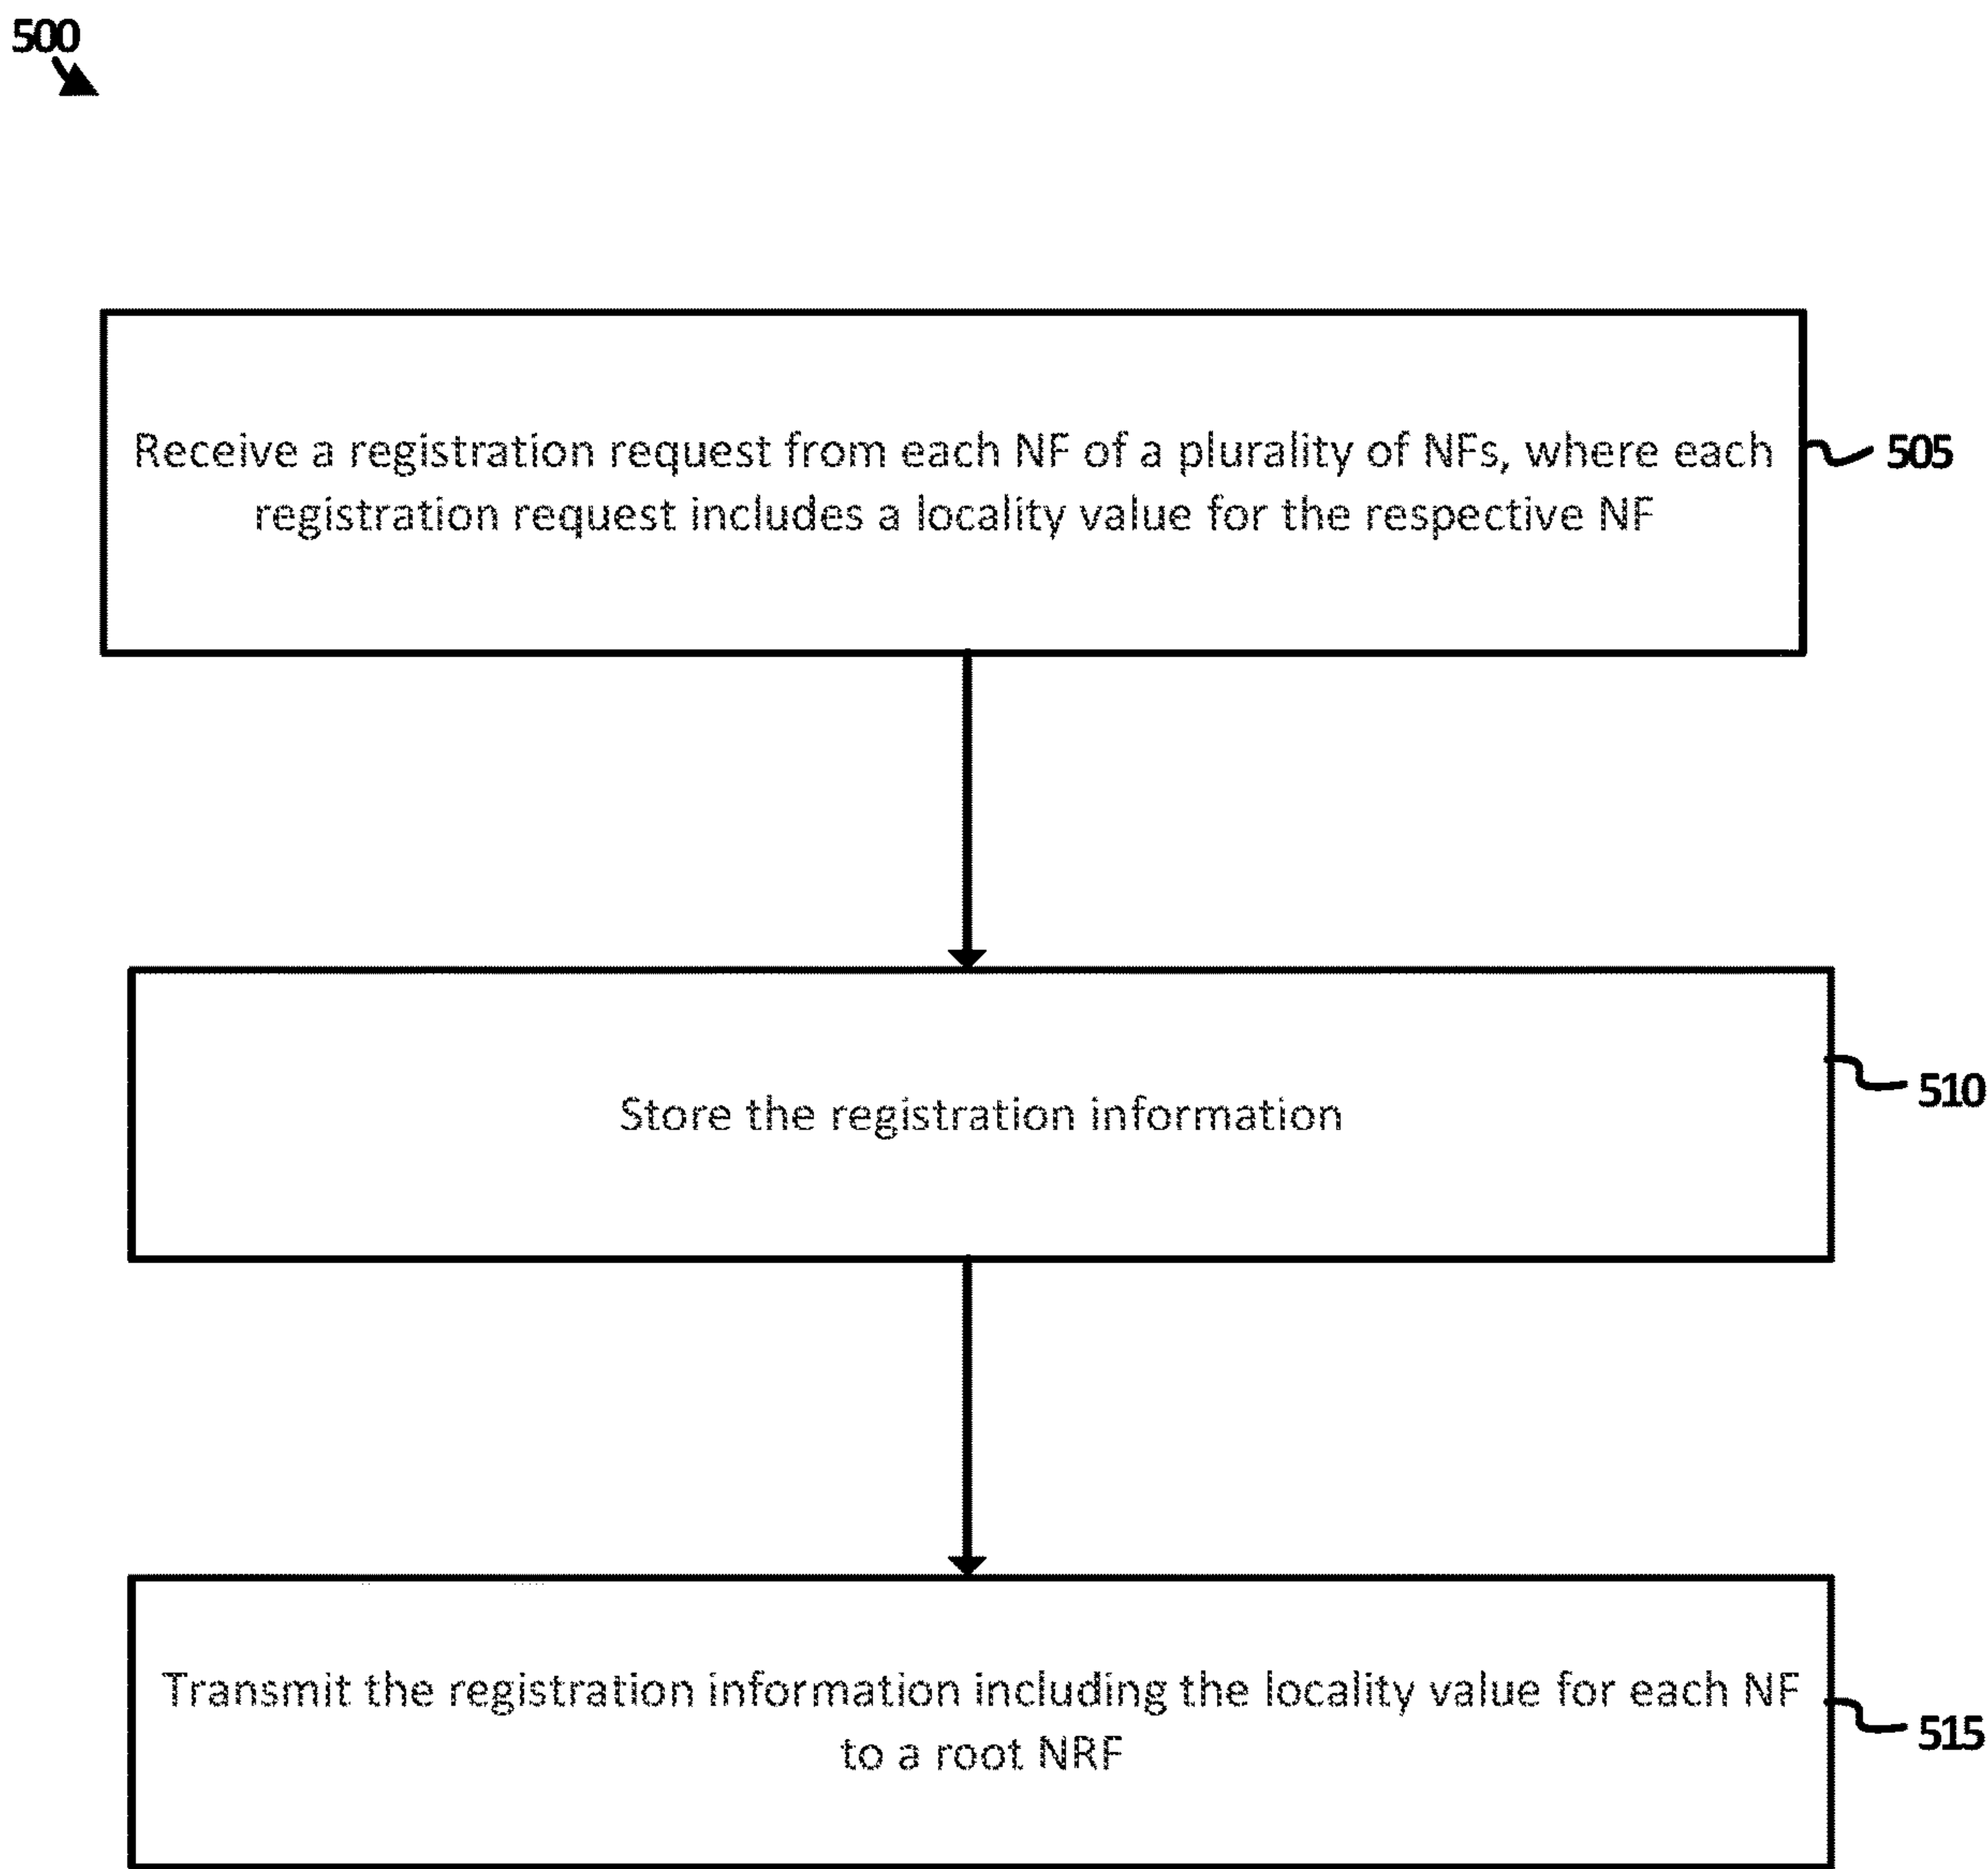 500
Receive a registration request from each NF of a plurality of NFs, where each
registration request includes a locality value for the respective NF
505
Store the registration information
510
Transmit the registration information including the locality value for each NF
to a root NRF
515